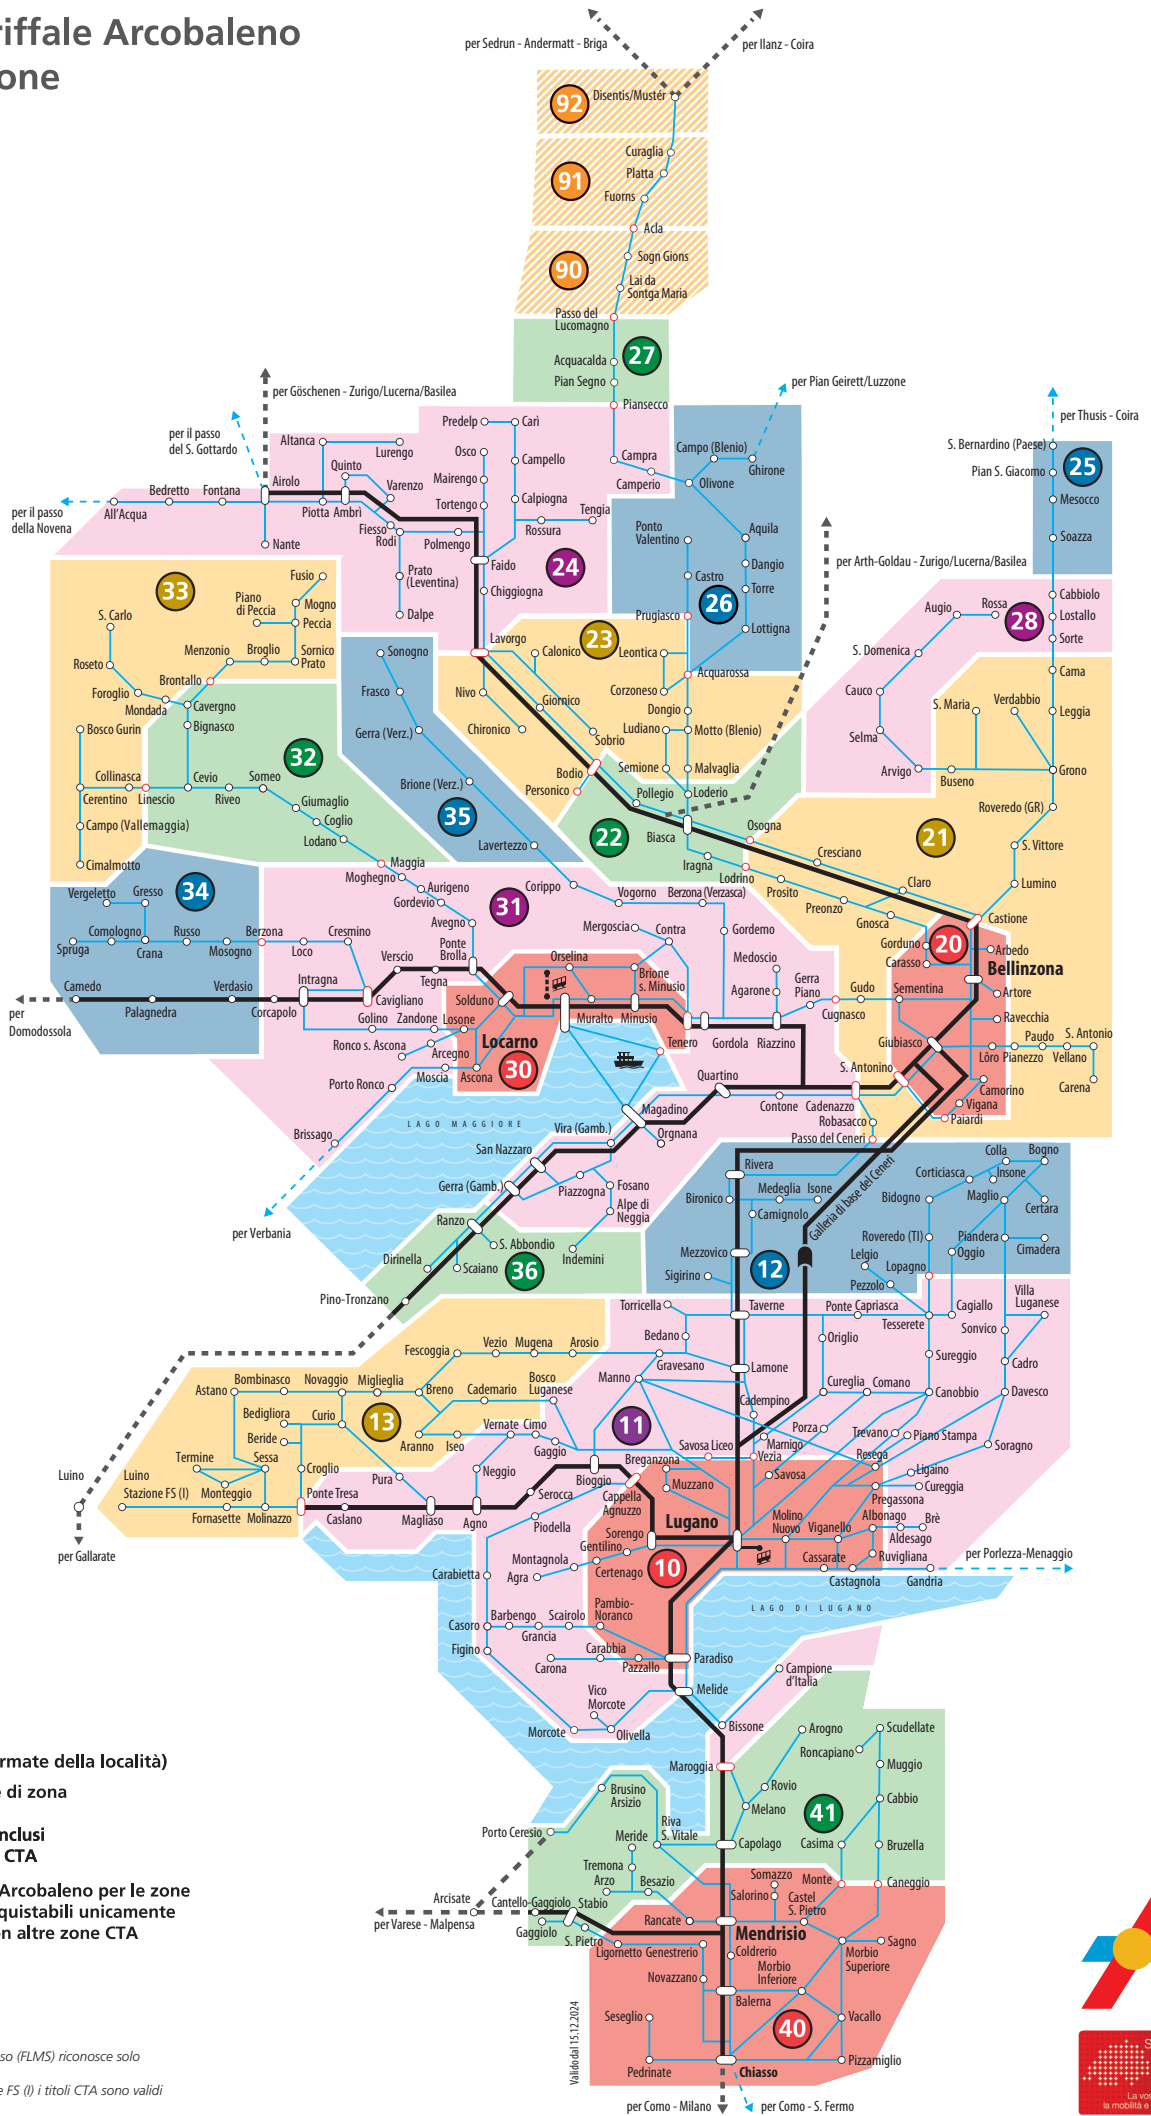 riffale Arcobaleno
one
per Sedrun - Andermatt - Briga
per Ilanz - Coira
92
Disentis/Mustér
Curaglia
91
Platta
Fuorns
Acla
90
Sogn Gions
Lai da
Sontga Maria
Passo del
Lucomagno
27
Acquacalda
Pian Segno
Piansecco
per Göschenen - Zurigo/Lucerna/Basilea
per Pian Geirett/Luzzone
per Thusis - Coira
per il passo
del S. Gottardo
Predelp
Carì
Altanca
Lurengo
Osco
Campello
Campra
Campo (Blenio)
Ghirone
S. Bernardino (Paese)
25
Pian S. Giacomo
Quinto
Mairengo
Camperio
Olivone
Airolo
Varenzo
Bedretto
Fontana
Calpiogna
Mesocco
per il passo
della Novena
All'Acqua
Piotta
Ambrì
Tortengo
Tengia
Fiesso
Rodi
Rossura
Ponto
Valentino
Aquila
Soazza
Nante
Polmengo
Faido
24
Dangio
per Arth-Goldau - Zurigo/Lucerna/Basilea
33
Fusio
Prato
(Leventina)
Castro
Torre
Chiggiogna
26
Augio
Rossa
Cabbiolo
Piano
di Peccia
Mogno
Peccia
Dalpe
Prugiasco
28
Lostallo
S. Carlo
Lavorgo
23
Lottigna
Sorte
Sonogno
Calonico
Leontica
S. Domenica
Roseto
Menzonio
Broglio
Sornico
Prato
Acquarossa
Cama
Brontallo
Frasco
Nivo
Corzoneso
Cauco
Foroglio
Mondada
Cavergno
Giornico
Dongio
S. Maria
Verdabbio
Leggia
Bosco Gurin
Bignasco
Gerra (Verz.)
Chironico
Ludiano
Motto (Blenio)
Selma
32
Sobrio
Collinasca
Cevio
Someo
Brione (Verz.)
Bodio
Semione
Malvaglia
Arvigo
Buseno
Grono
Cerentino
Linescio
Riveo
Personico
Pollegio
Loderio
Giumaglio
35
Roveredo (GR)
Campo (Vallemaggia)
Coglio
22
Biasca
Osogna
21
Lodano
Lavertezzo
S. Vittore
Cimalmotto
Maggia
Iragna
Cresciano
Moghegno
Lodrino
34
Aurigeno
Corippo
Prosito
Claro
Lumino
Vergeletto
Gresso
Gordevio
31
Vogorno
Berzona (Verzasca)
Preonzo
Avegno
Gnosca
Castione
Comologno
Russo
Berzona
Cresmino
Mergoscia
Contra
Gordemo
20
Spruga
Crana
Mosogno
Loco
Ponte
Brolla
Gorduno
Arbedo
Verscio
Orselina
Medoscio
Carasso
Bellinzona
Intragna
Tegna
Brione
s. Minusio
Camedo
Verdasio
Cavigliano
Solduno
Agarone
Gerra
Piano
Gudo
Sementina
Artore
per
Domodossola
Palagnedra
Corcapolo
Muralto
Minusio
Cugnasco
Ravecchia
Golino
Zandone
Losone
Locarno
Tenero
Gordola
Riazzino
Giubiasco
Paudo
S. Antonio
Ronco s. Ascona
Arcegno
30
Lôro
Pianezzo
Vellano
Moscia
Ascona
S. Antonino
Camorino
Carena
Porto Ronco
Quartino
Contone
Cadenazzo
Vigana
Magadino
Robasacco
Paiardi
LAGO MAGGIORE
Vira (Gamb.)
Orgnana
Passo del Ceneri
Brissago
San Nazzaro
Rivera
Galleria di base del Ceneri
Colla
Bogno
Gerra (Gamb.)
Piazzogna
Fosano
Bironico
Medeglia
Isone
Corticiasca
Insone
Alpe di
Neggia
Camignolo
Bidogno
Maglio
Certara
per Verbania
Ranzo
Roveredo (TI)
Piandera
S. Abbondio
Indemini
Mezzovico
12
Lelgio
Oggio
Cimadera
Dirinella
Scaiano
36
Sigirino
Pezzolo
Lopagno
Pino-Tronzano
Torricella
Taverne
Ponte Capriasca
Cagiallo
Villa
Luganese
Bedano
Origlio
Tesserete
Sonvico
Fescoggia
Vezio
Mugena
Arosio
Gravesano
Lamone
Sureggio
Cadro
Bombinasco
Novaggio
Miglieglia
Bosco
Luganese
Manno
Astano
Breno
Cademario
Cureglia
Comano
Canobbio
Davesco
Bedigliora
Curio
13
Cadempino
Beride
Vernate
Cimo
11
Porza
Trevano
Piano Stampa
Aranno
Iseo
Gaggio
Savosa Liceo
Manigo
Soragno
Termine
Sessa
Breganzona
Vezia
Resega
Luino
Croglio
Pura
Neggio
Bioggio
Savosa
Ligaino
Luino
Stazione FS (I)
Monteggio
Ponte Tresa
Serocca
Cappella
Agnuzzo
Muzzano
Cureggia
Fornasette
Molinazzo
Caslano
Magliaso
Agno
Piodella
Lugano
Molino
Nuovo
Pregassona
per Gallarate
Sorengo
Viganello
Albonago
Brè
Gentilino
Aldesago
Montagnola
10
Cassarate
Ruvigliana
per Porlezza-Menaggio
Carabietta
Agra
Certenago
Castagnola
Gandria
LAGO DI LUGANO
Casoro
Barbengo
Scairolo
Pambio-
Noranco
Grancia
Figino
Carabbia
Paradiso
Carona
Pazzallo
Campione
d'Italia
Vico
Morcote
Melide
Morcote
Olivella
Bissone
Arogno
Scudellate
Roncapiano
ermate della località)
Maroggia
Muggio
e di zona
Brusino
Arsizio
Rovio
Cabbio
Melano
41
nclusi
Porto Ceresio
Riva
S. Vitale
CTA
Meride
Capolago
Casima
Bruzella
Tremona
Arcobaleno per le zone
Arzo
Besazio
Somazzo
Monte
Caneggio
quistabili unicamente
Arcisate
Cantello-Gaggiolo
Stabio
Salorino
Castel
S. Pietro
n altre zone CTA
per Varese - Malpensa
Rancate
Gaggiolo
S. Pietro
Mendrisio
Sagno
Ligornetto
Genestrerio
Coldrerio
Morbio
Superiore
Novazzano
Morbio
Inferiore
Balerna
Seseglio
40
Vacallo
Valido dal 15.12.2024
so (FLMS) riconosce solo
Pedrinate
Chiasso
Pizzamiglio
e FS (I) i titoli CTA sono validi
per Como - Milano
per Como - S. Fermo
S
La vos
la mobilità e